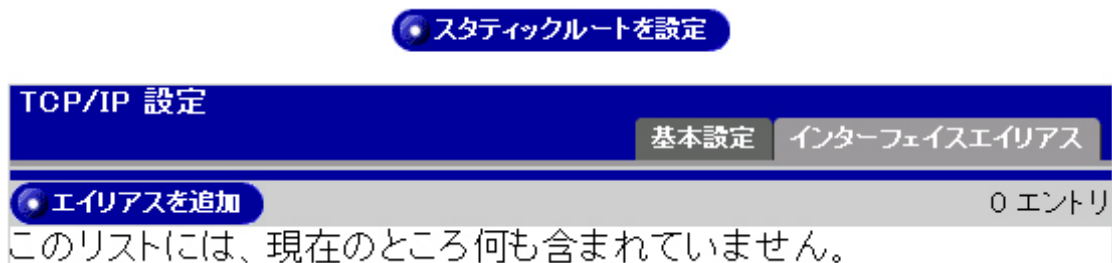 スタティックルートを設定
TCP/IP 設定
基本設定 インターフェイスエイリアス
エイリアスを追加 0 エントリ
このリストには、現在のところ何も含まれていません。